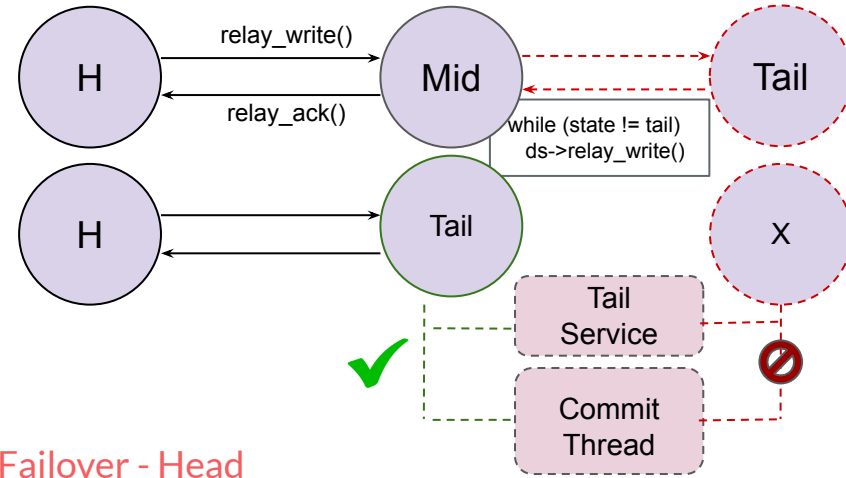 relay_write()
H
Mid
Tail
relay_ack()
while (state != tail)
ds->relay_write()
H
Tail
X
Tail
Service
Commit
Thread
Failover - Head